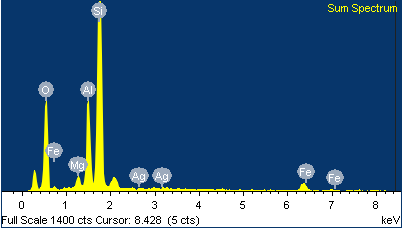 Sum Spectrum
Si
O
Al
Fe
Mg
Ag
Ag
Fe
Fe
0 1 2 3 4 5 6 7 8
Full Scale 1400 cts Cursor: 8.428 (5 cts) keV